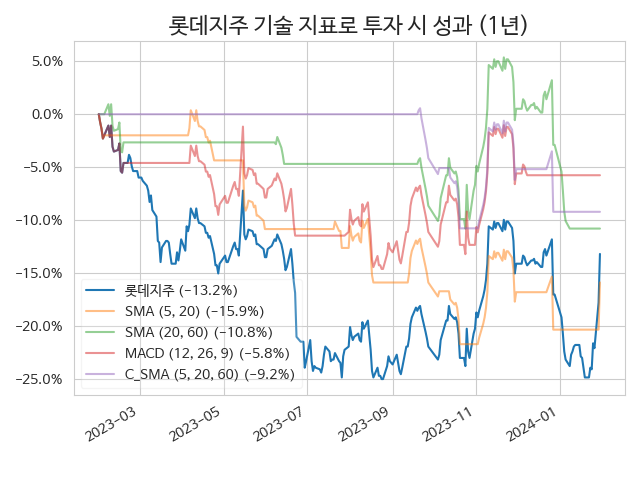 롯데지주 기술 지표로 투자 시 성과 (1년)
5.0%
0.0%
−5.0%
−10.0%
−15.0%
−20.0%
−25.0%
롯데지주 (−13.2%)
SMA (5, 20) (−15.9%)
SMA (20, 60) (−10.8%)
MACD (12, 26, 9) (−5.8%)
C_SMA (5, 20, 60) (−9.2%)
2023−03
2023−05
2023−07
2023−09
2023−11
2024−01